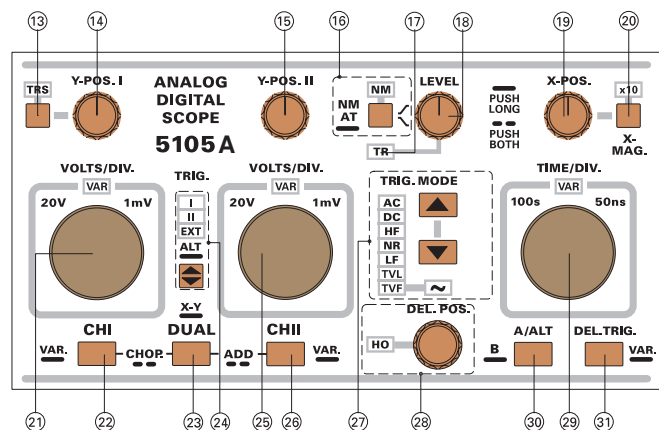 13 14 15 16 17 18 19 20
TRS
Y-POS. I
ANALOG
DIGITAL
SCOPE
5105A
Y-POS. II
NM
AT
NM
LEVEL
TR
PUSH
LONG
PUSH
BOTH
X-POS.
x10
X-
MAG.
VOLTS/DIV.
VAR
20V 1mV
TRIG.
I
II
EXT
ALT
VOLTS/DIV.
VAR
20V 1mV
TRIG. MODE
AC
DC
HF
NR
LF
TVL
TVF
~
TIME/DIV.
VAR
100s 50ns
X-Y
DEL. POS.
HO
VAR.
CHI
CHOP.
DUAL
ADD
CHII
VAR.
B
A/ALT
DEL.TRIG.
VAR.
21 22 23 24 25 26 27 28 30 29 31